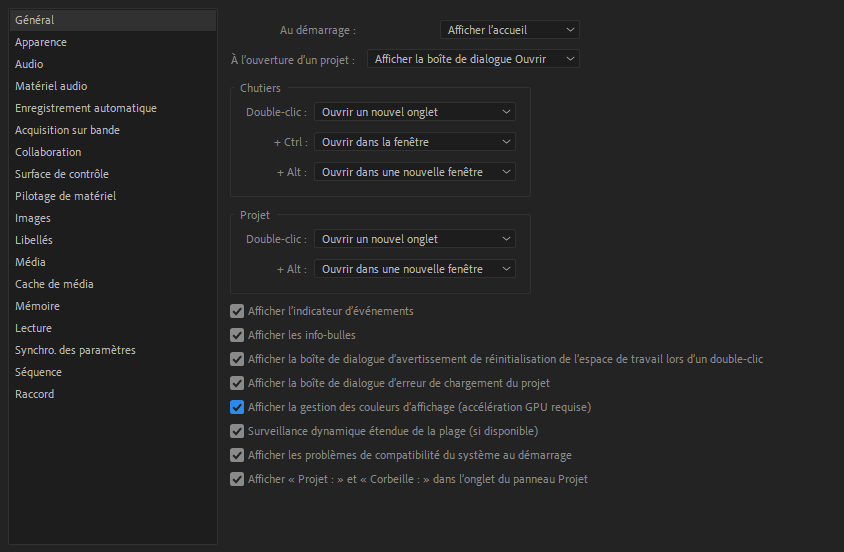 Général
Apparence
Audio
Matériel audio
Enregistrement automatique
Acquisition sur bande
Collaboration
Surface de contrôle
Pilotage de matériel
Images
Libellés
Média
Cache de média
Mémoire
Lecture
Synchro. des paramètres
Séquence
Raccord
Au démarrage : Afficher l'accueil
À l'ouverture d'un projet : Afficher la boîte de dialogue Ouvrir
Chutiers
Double-clic : Ouvrir un nouvel onglet
+ Ctrl : Ouvrir dans la fenêtre
+ Alt : Ouvrir dans une nouvelle fenêtre
Projet
Double-clic : Ouvrir un nouvel onglet
+ Alt : Ouvrir dans une nouvelle fenêtre
Afficher l'indicateur d'événements
Afficher les info-bulles
Afficher la boîte de dialogue d'avertissement de réinitialisation de l'espace de travail lors d'un double-clic
Afficher la boîte de dialogue d'erreur de chargement du projet
Afficher la gestion des couleurs d'affichage (accélération GPU requise)
Surveillance dynamique étendue de la plage (si disponible)
Afficher les problèmes de compatibilité du système au démarrage
Afficher « Projet : » et « Corbeille : » dans l'onglet du panneau Projet